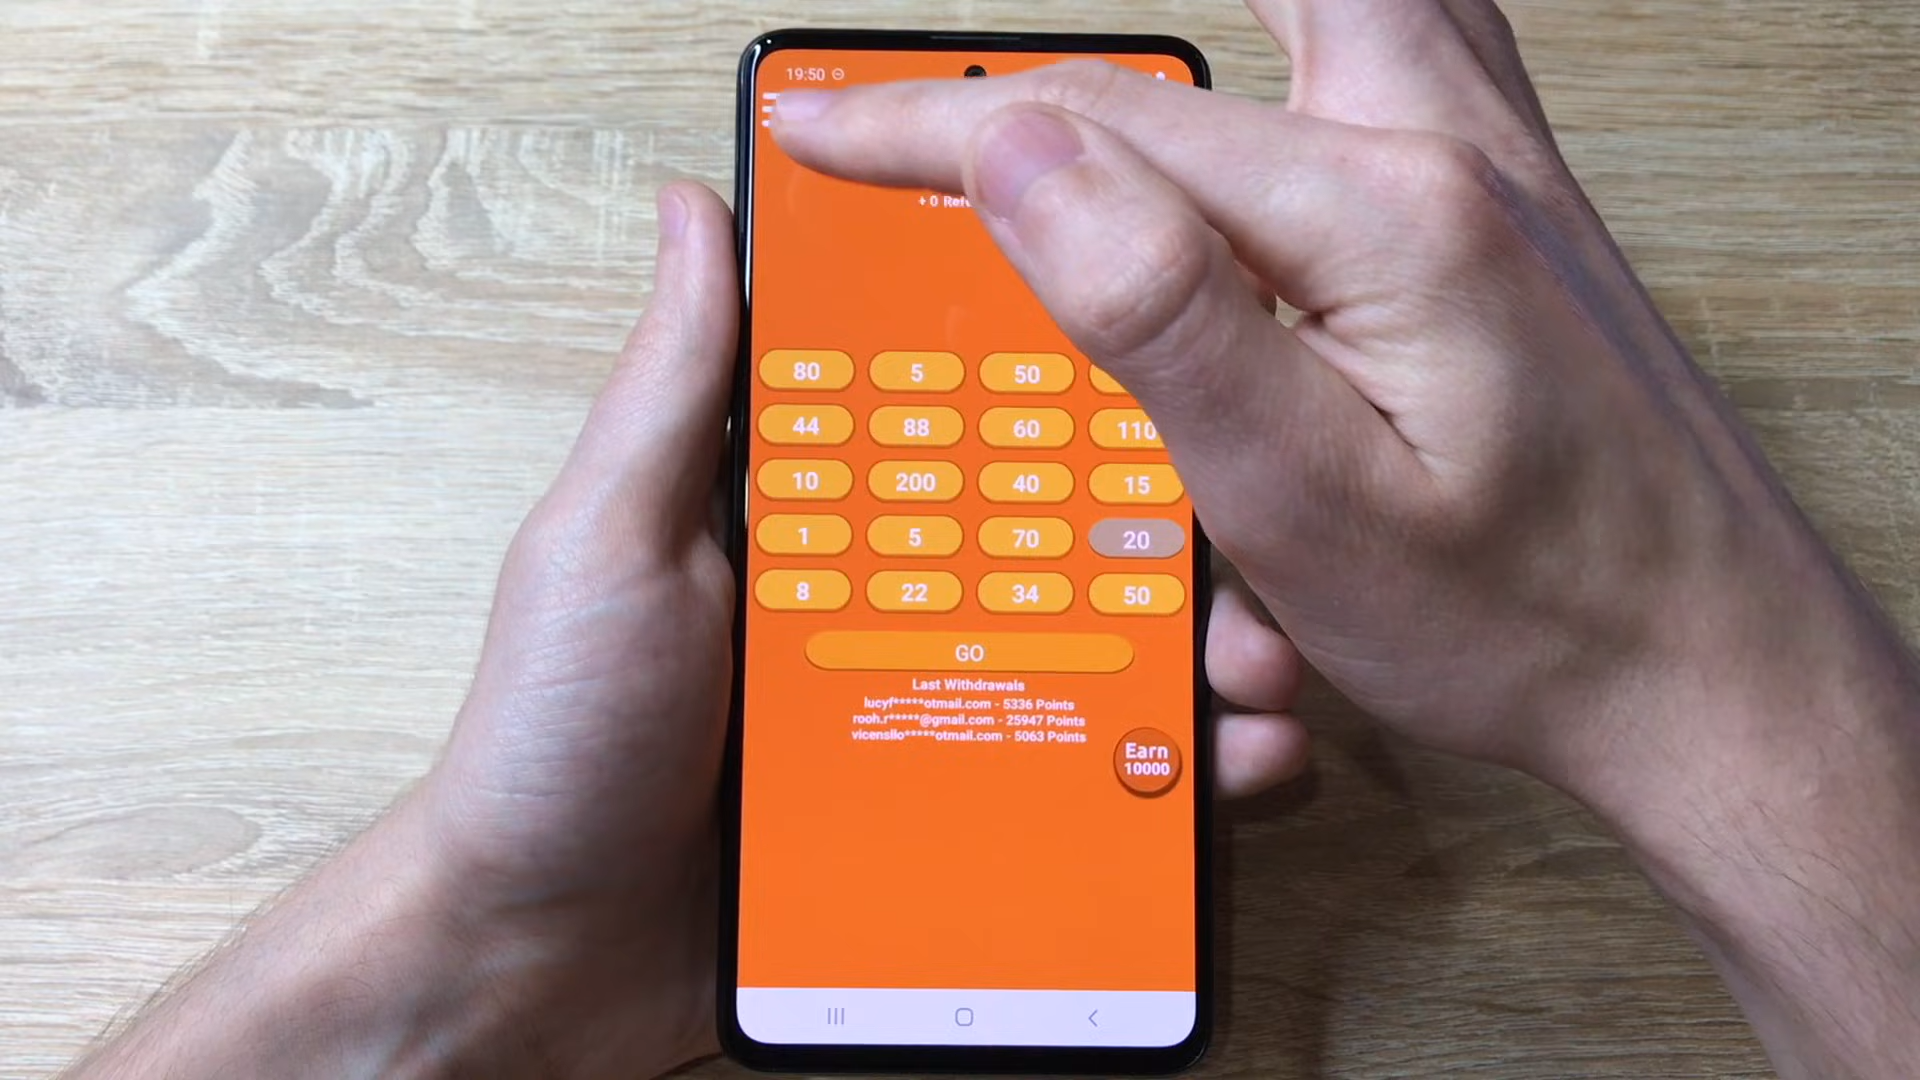 19:50
+ 0
80 5 50
44 88 60 110
10 200 40 15
1 5 70 20
8 22 34 50
GO
Last Withdrawals
lucyf*****otmail.com - 5336 Points
rooh.r*****@gmail.com - 25947 Points
vicensilo*****otmail.com - 5063 Points
Earn
10000